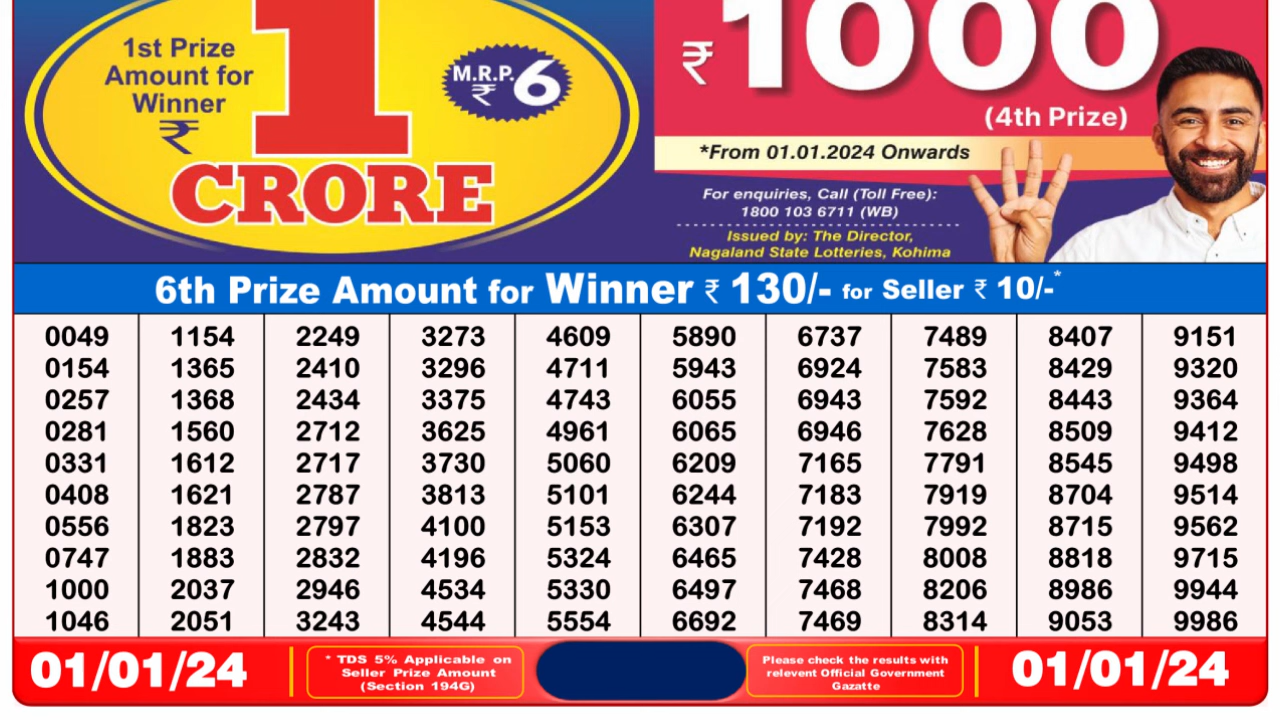 1st Prize
Amount for
Winner
₹
1
CRORE
M.R.P.
₹ 6
₹ 1000
(4th Prize)
*From 01.01.2024 Onwards
For enquiries, Call (Toll Free):
1800 103 6711 (WB)
Issued by: The Director,
Nagaland State Lotteries, Kohima
6th Prize Amount for Winner ₹ 130/- for Seller ₹ 10/-*
0049 1154 2249 3273 4609 5890 6737 7489 8407 9151
0154 1365 2410 3296 4711 5943 6924 7583 8429 9320
0257 1368 2434 3375 4743 6055 6943 7592 8443 9364
0281 1560 2712 3625 4961 6065 6946 7628 8509 9412
0331 1612 2717 3730 5060 6209 7165 7791 8545 9498
0408 1621 2787 3813 5101 6244 7183 7919 8704 9514
0556 1823 2797 4100 5153 6307 7192 7992 8715 9562
0747 1883 2832 4196 5324 6465 7428 8008 8818 9715
1000 2037 2946 4534 5330 6497 7468 8206 8986 9944
1046 2051 3243 4544 5554 6692 7469 8314 9053 9986
01/01/24
* TDS 5% Applicable on
Seller Prize Amount
(Section 194G)
Please check the results with
relevent Official Government
Gazatte
01/01/24